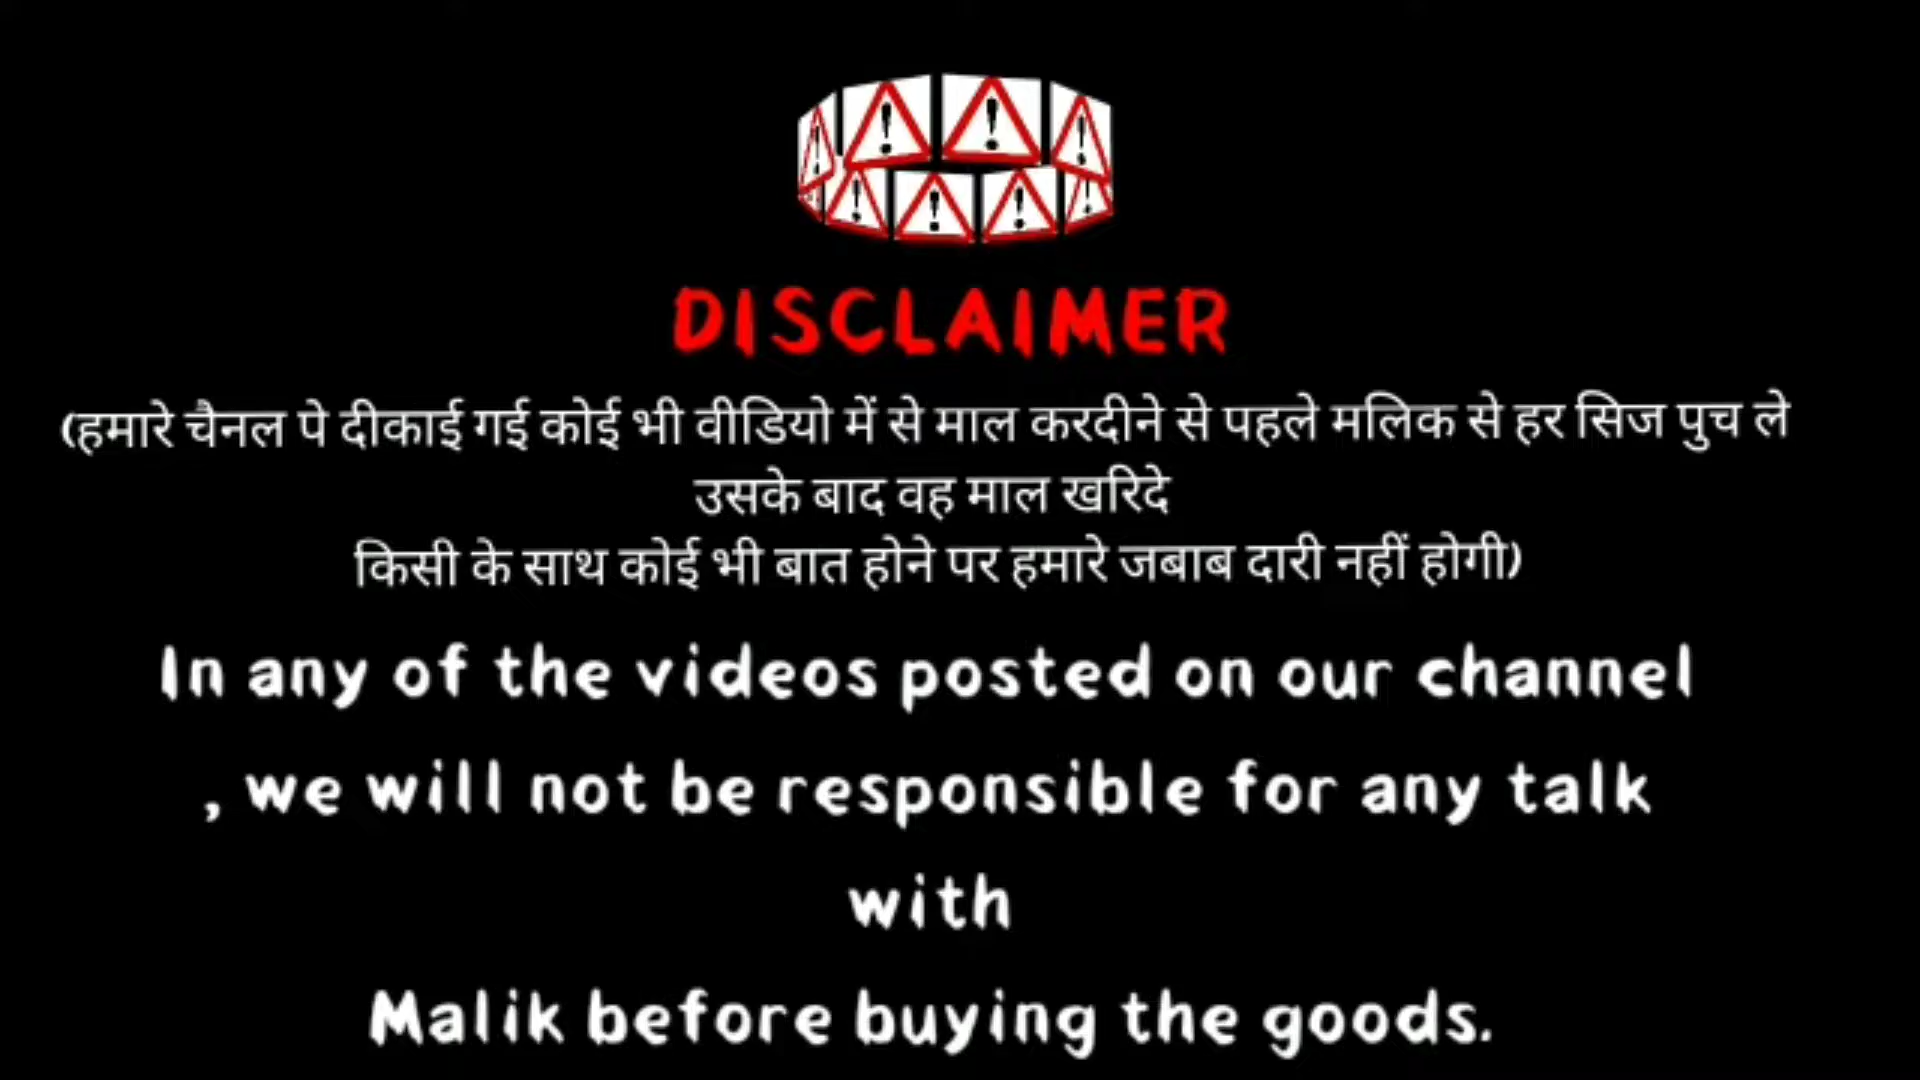 DISCLAIMER
(हमारे चैनल पे दीकाई गई कोई भी वीडियो में से माल करदीने से पहले मलिक से हर सिज पुच ले
उसके बाद वह माल खरिदे
किसी के साथ कोई भी बात होने पर हमारे जबाब दारी नहीं होगी)
In any of the videos posted on our channel
, we will not be responsible for any talk
with
Malik before buying the goods.